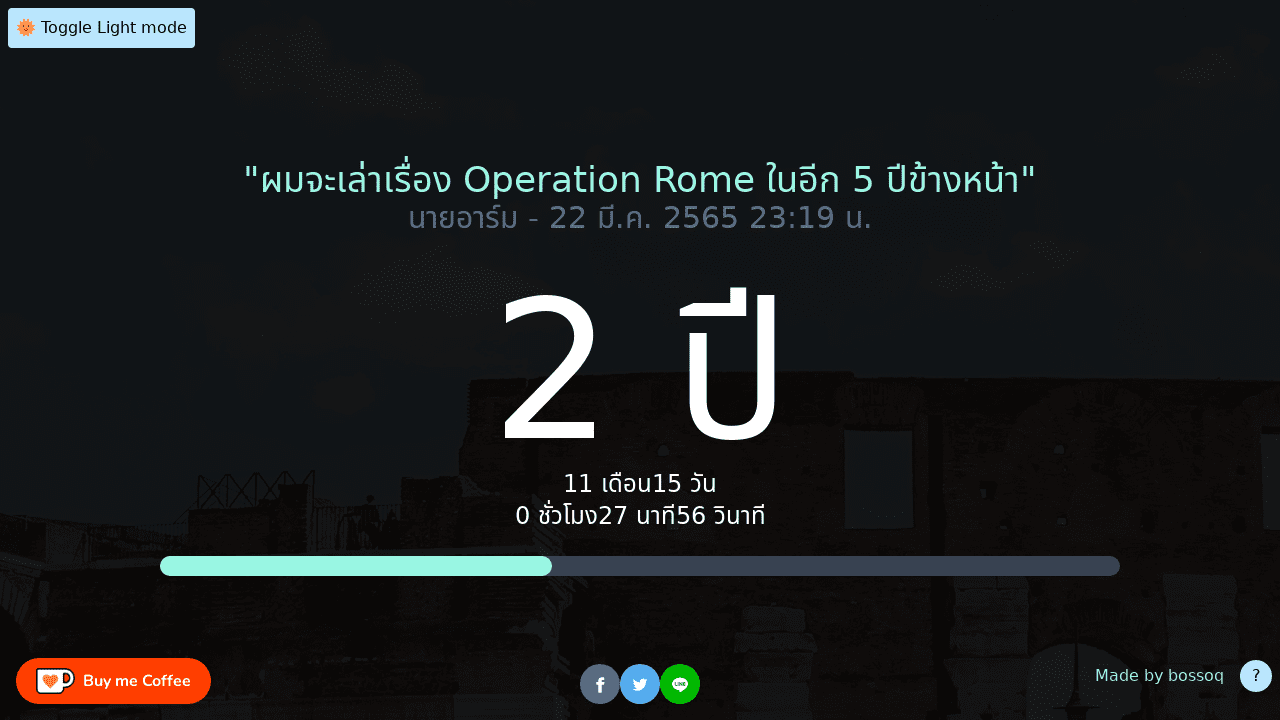 Toggle Light mode
"ผมจะเล่าเรื่อง Operation Rome ในอีก 5 ปีข้างหน้า"
นายอาร์ม - 22 มี.ค. 2565 23:19 น.
2 ปี
11 เดือน15 วัน
0 ชั่วโมง27 นาที56 วินาที
Buy me Coffee
LINE
Made by bossoq
?